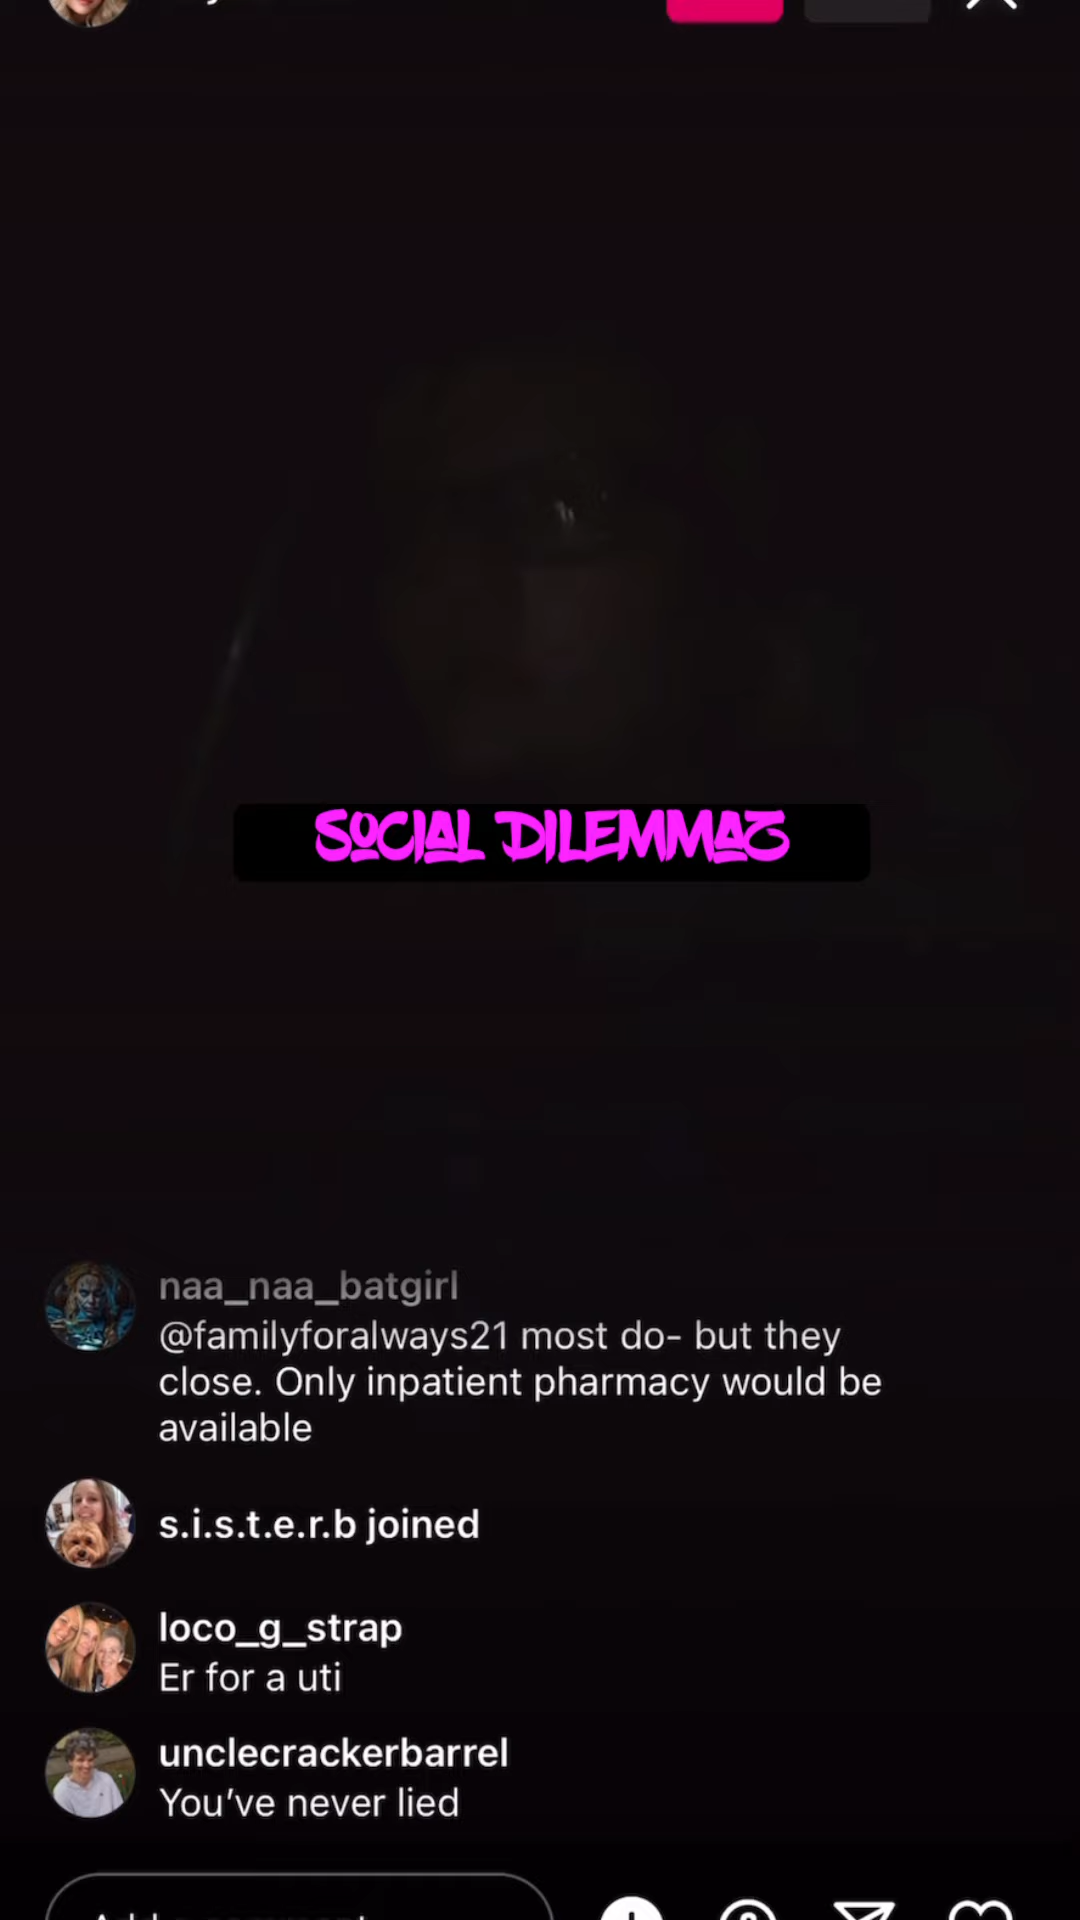 SOCIAL DILEMMAZ
naa_naa_batgirl
@familyforalways21 most do- but they
close. Only inpatient pharmacy would be
available
s.i.s.t.e.r.b joined
loco_g_strap
Er for a uti
unclecrackerbarrel
You’ve never lied